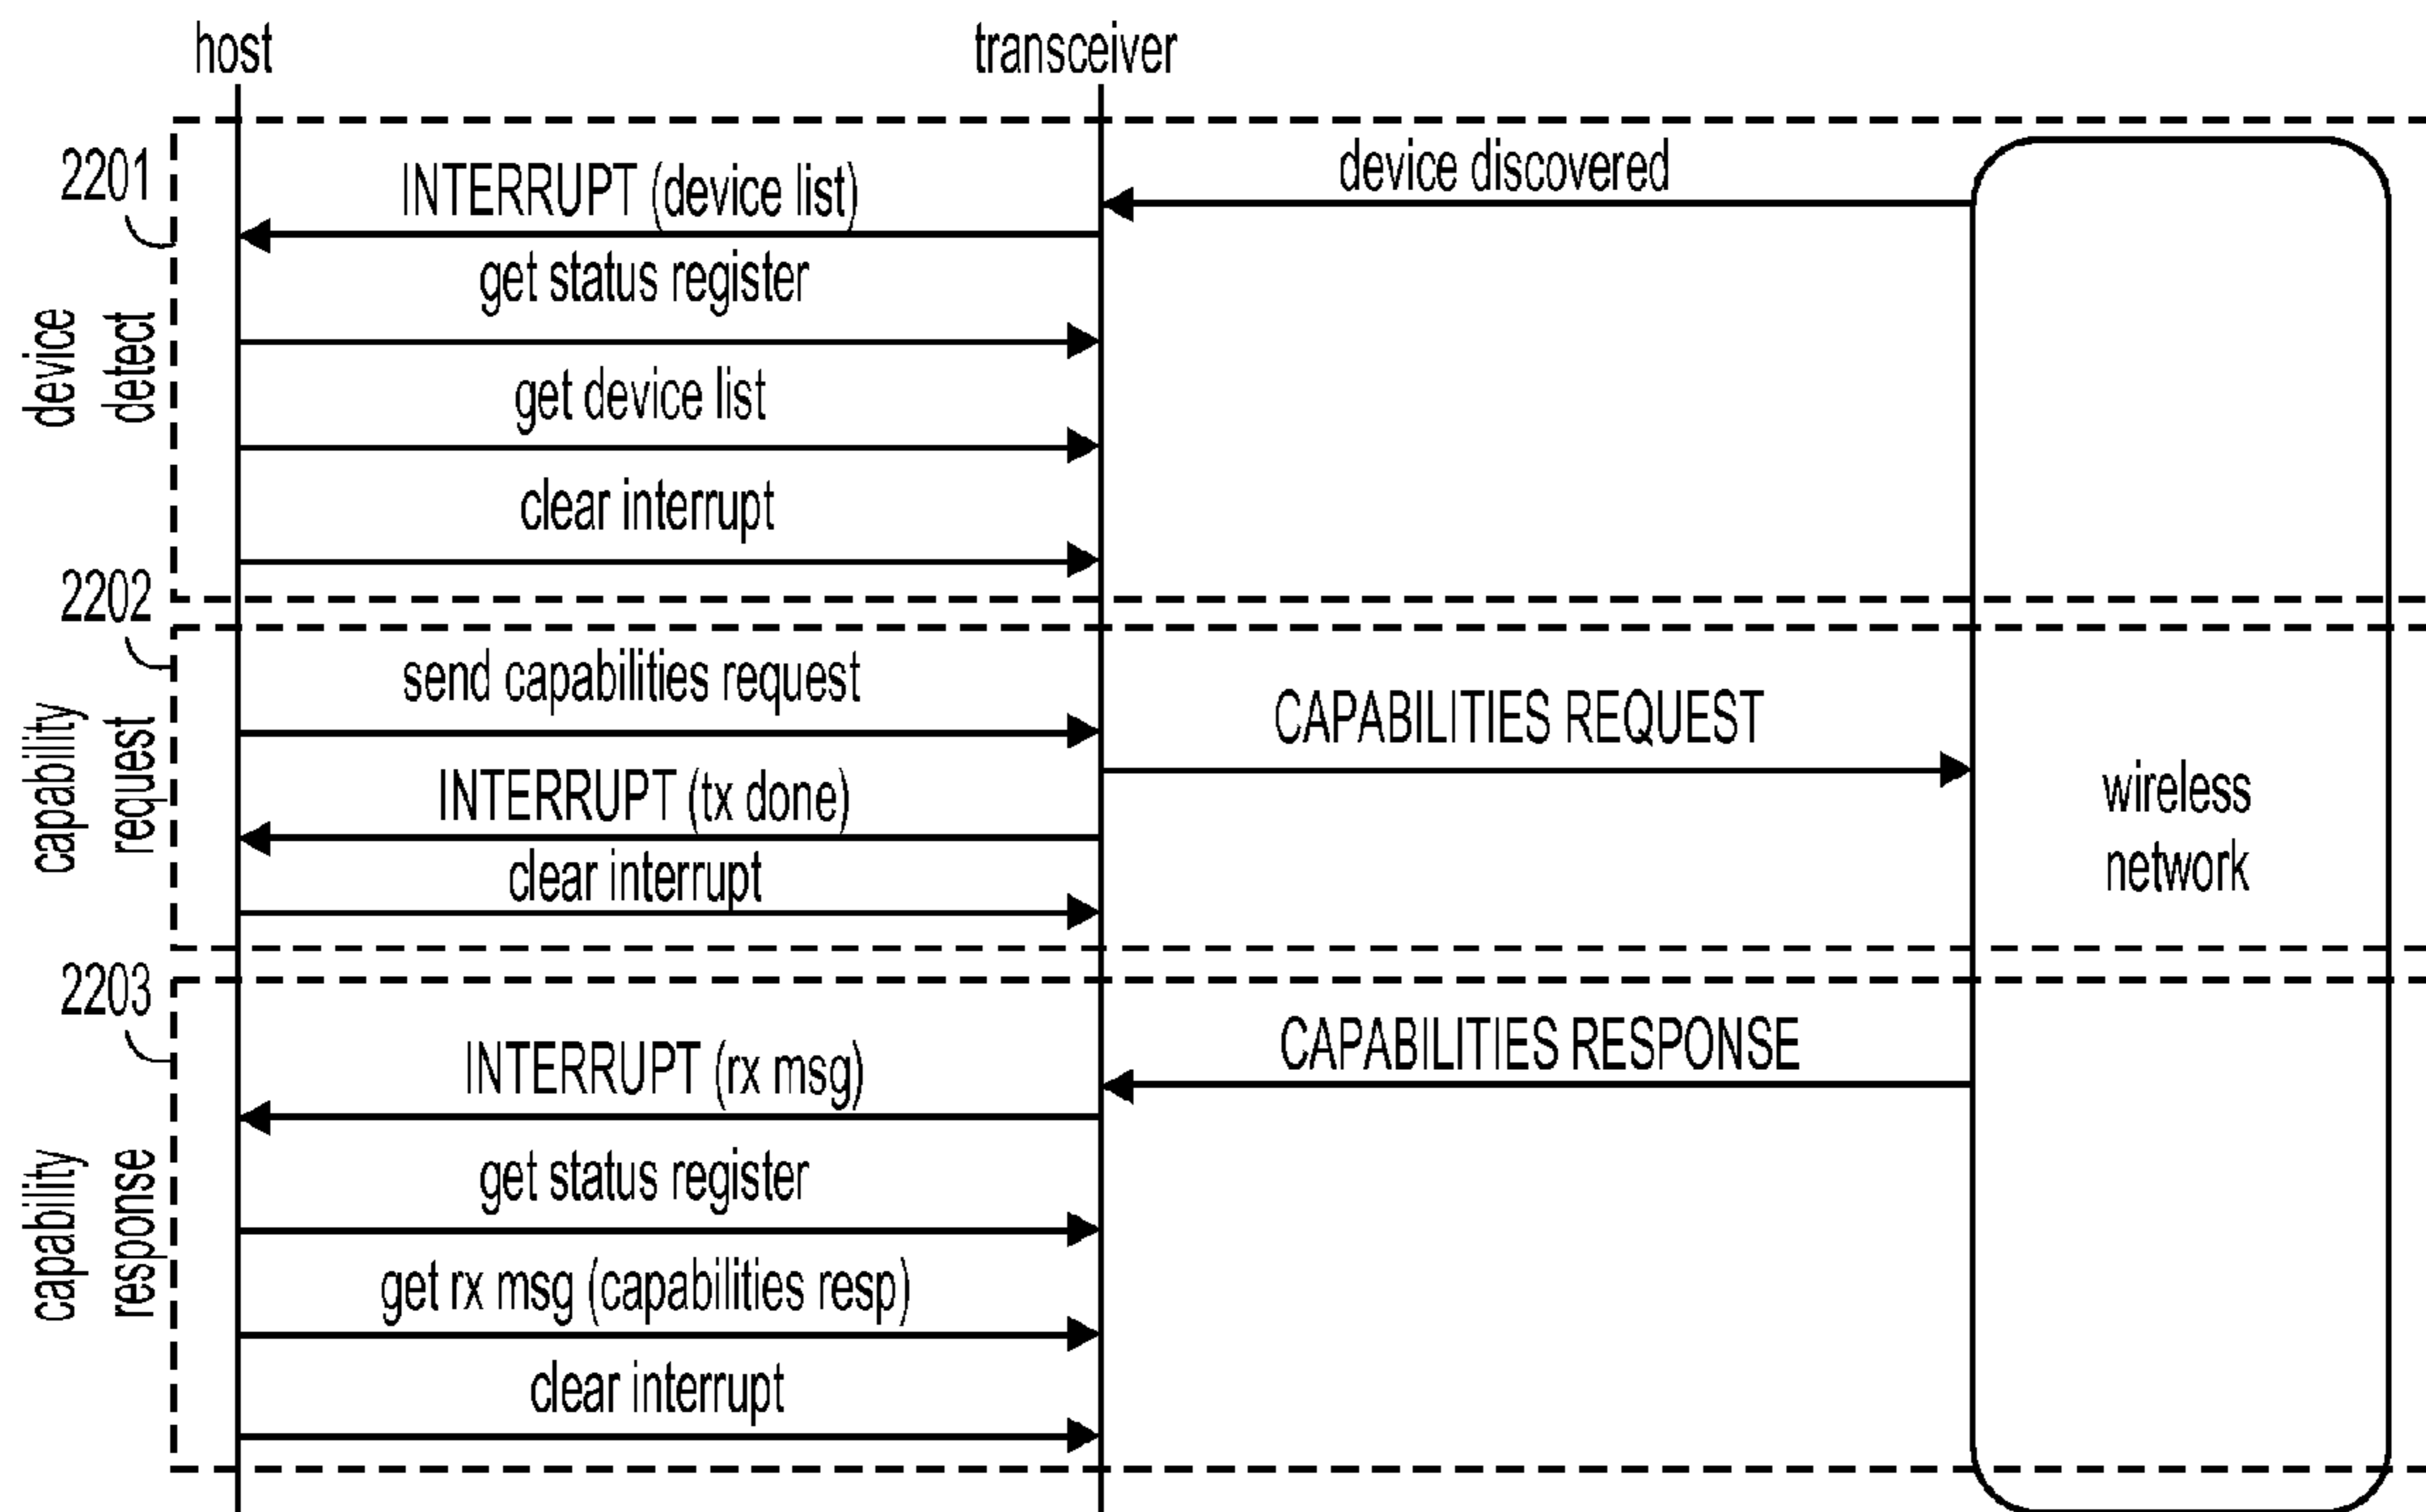 host
transceiver
2201
device
detect
device discovered
INTERRUPT (device list)
get status register
get device list
clear interrupt
2202
capability
request
send capabilities request
CAPABILITIES REQUEST
INTERRUPT (tx done)
clear interrupt
wireless
network
2203
capability
response
CAPABILITIES RESPONSE
INTERRUPT (rx msg)
get status register
get rx msg (capabilities resp)
clear interrupt